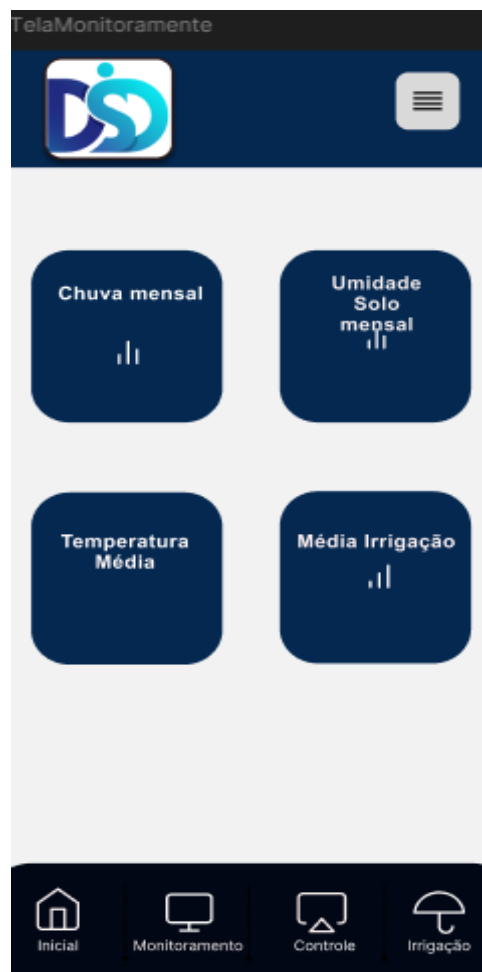 TelaMonitoramente
DSD
Chuva mensal
Umidade
Solo
mensal
Temperatura
Média
Média Irrigação
Inicial
Monitoramento
Controle
Irrigação